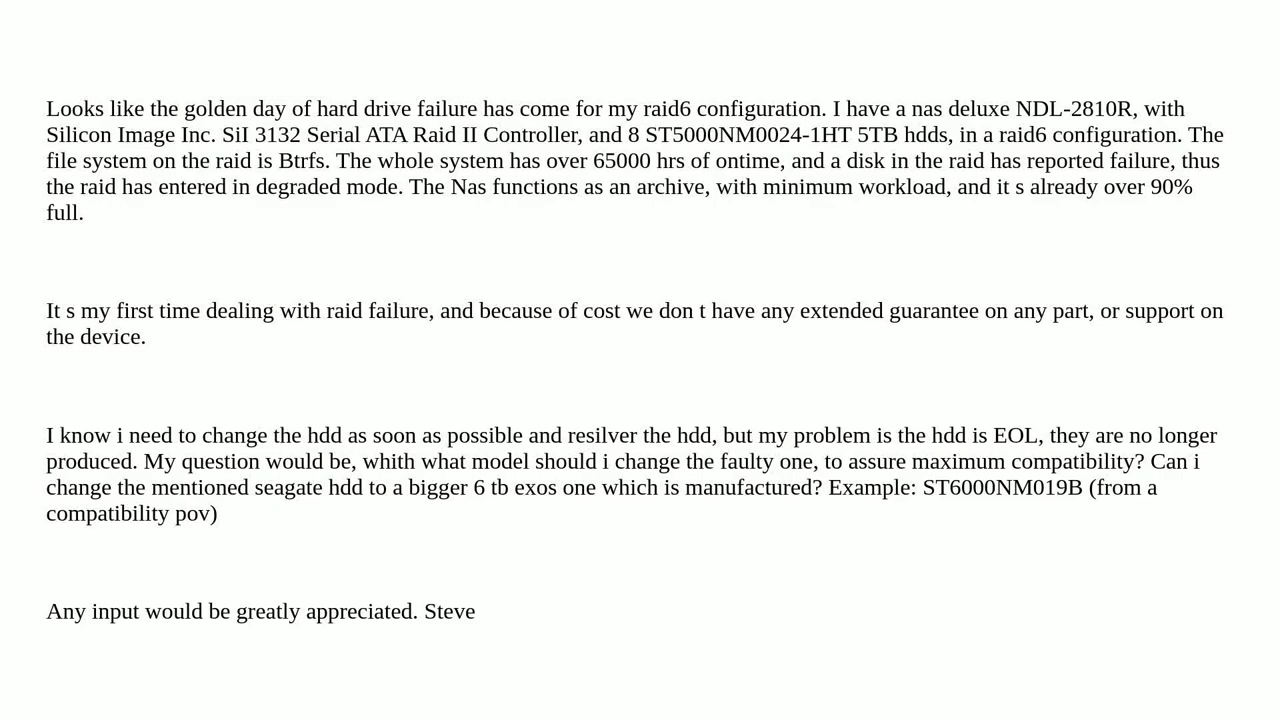 Looks like the golden day of hard drive failure has come for my raid6 configuration. I have a nas deluxe NDL-2810R, with
Silicon Image Inc. SiI 3132 Serial ATA Raid II Controller, and 8 ST5000NM0024-1HT 5TB hdds, in a raid6 configuration. The
file system on the raid is Btrfs. The whole system has over 65000 hrs of ontime, and a disk in the raid has reported failure, thus
the raid has entered in degraded mode. The Nas functions as an archive, with minimum workload, and it s already over 90%
full.
It s my first time dealing with raid failure, and because of cost we don t have any extended guarantee on any part, or support on
the device.
I know i need to change the hdd as soon as possible and resilver the hdd, but my problem is the hdd is EOL, they are no longer
produced. My question would be, whith what model should i change the faulty one, to assure maximum compatibility? Can i
change the mentioned seagate hdd to a bigger 6 tb exos one which is manufactured? Example: ST6000NM019B (from a
compatibility pov)
Any input would be greatly appreciated. Steve